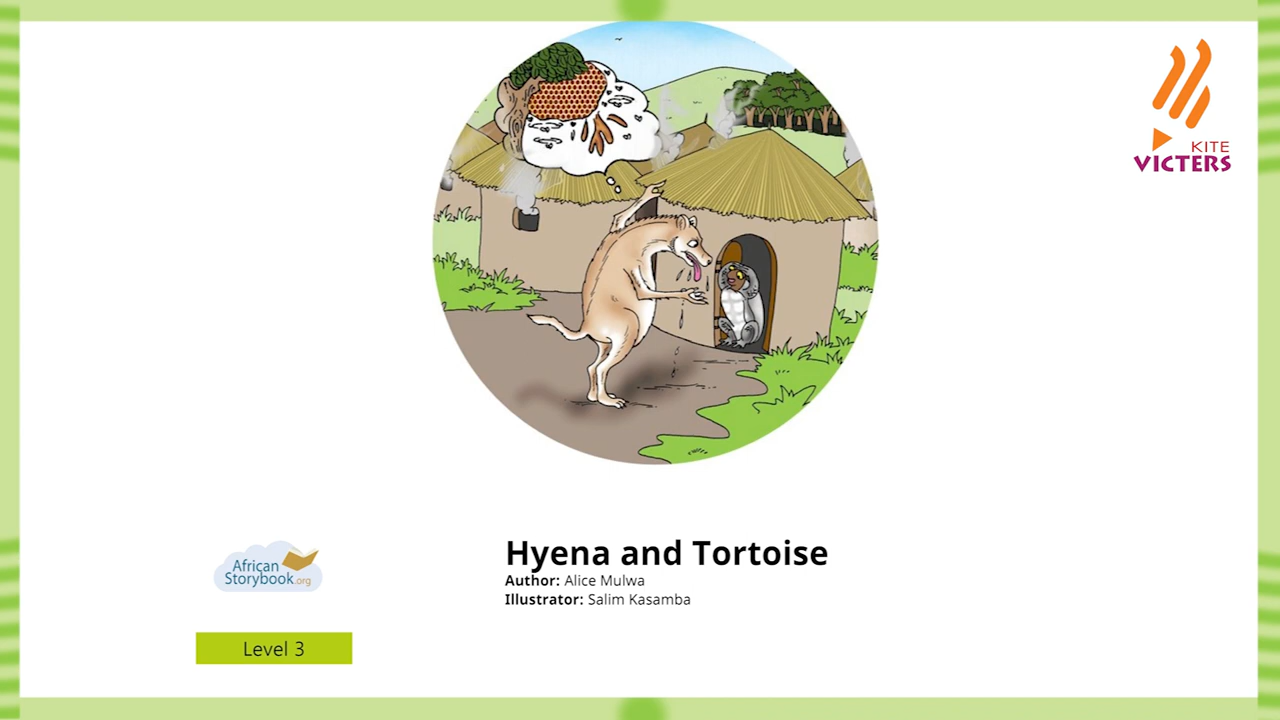 KITE
VICTERS
Hyena and Tortoise
Author: Alice Mulwa
Illustrator: Salim Kasamba
African
Storybook.org
Level 3